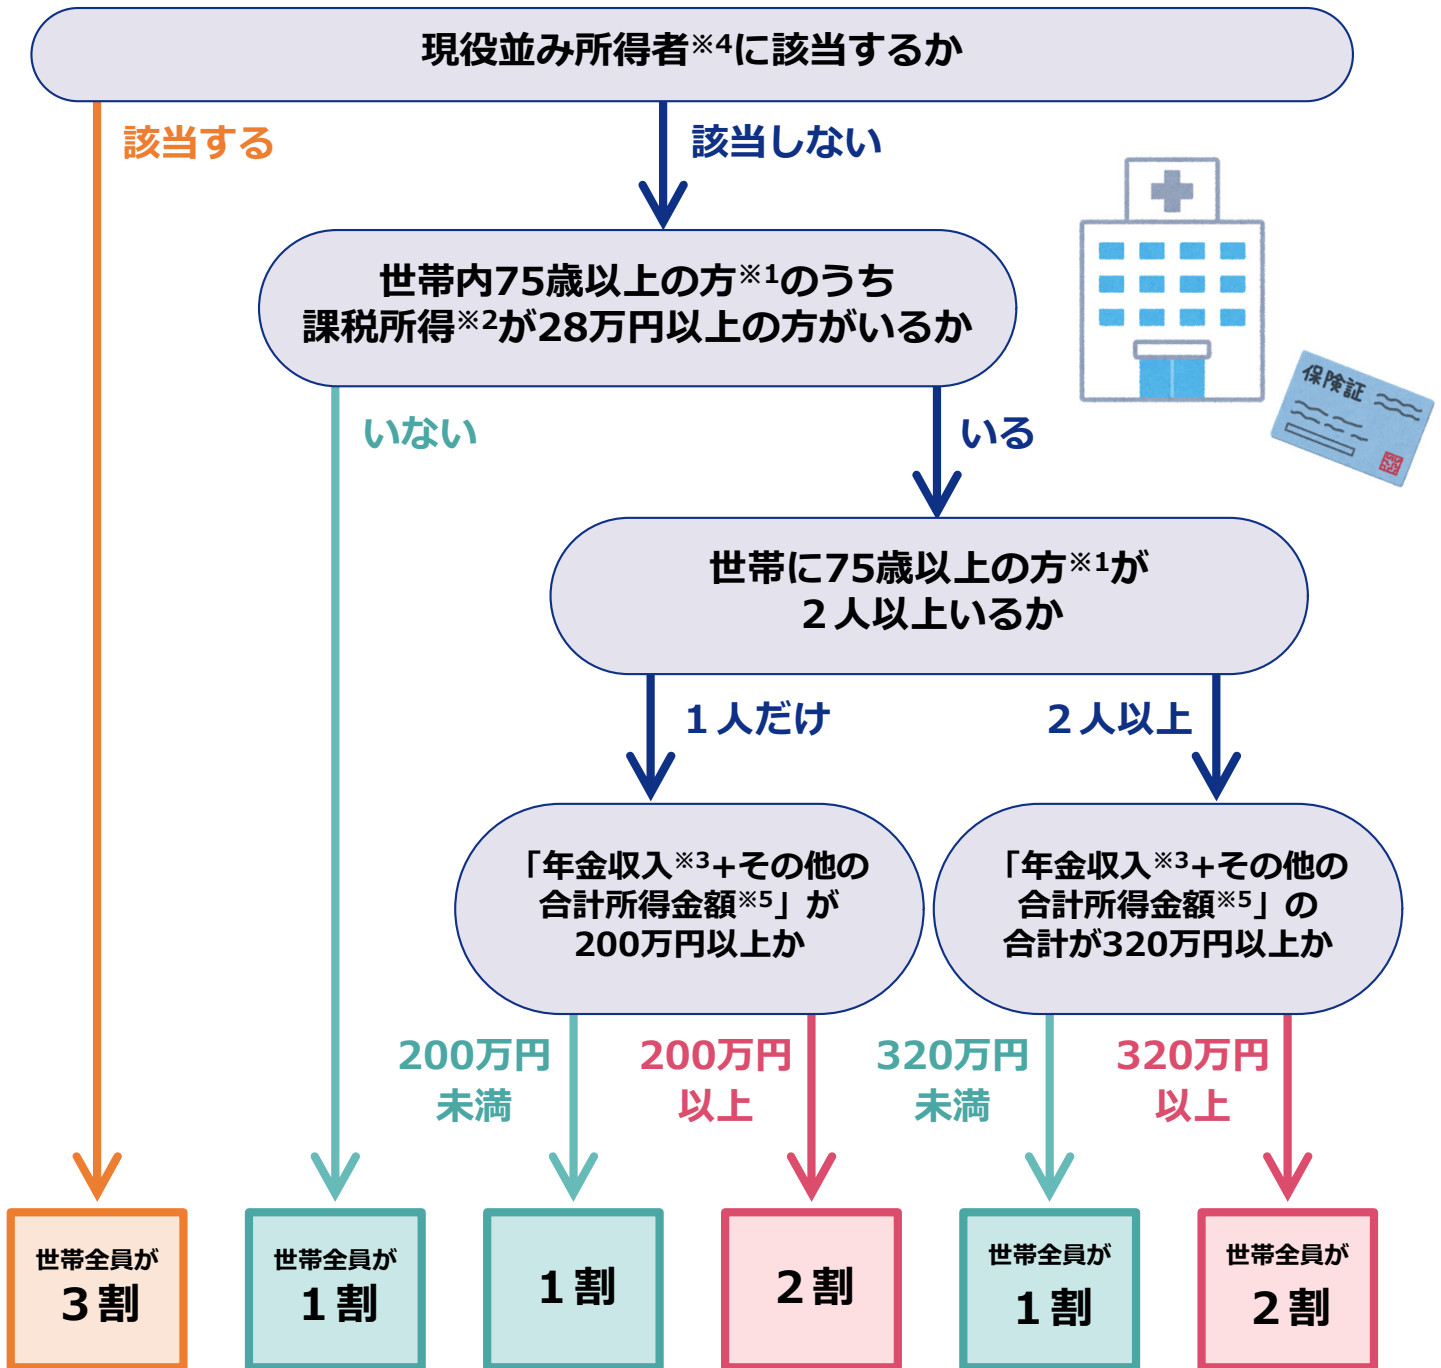 現役並み所得者※4に該当するか
該当する
該当しない
世帯内75歳以上の方※1のうち
課税所得※2が28万円以上の方がいるか
保険証
いない
いる
世帯に75歳以上の方※1が
２人以上いるか
１人だけ
２人以上
「年金収入※3+その他の
合計所得金額※5」が
200万円以上か
「年金収入※3+その他の
合計所得金額※5」の
合計が320万円以上か
200万円
未満
200万円
以上
320万円
未満
320万円
以上
世帯全員が
３割
世帯全員が
１割
１割
２割
世帯全員が
１割
世帯全員が
２割